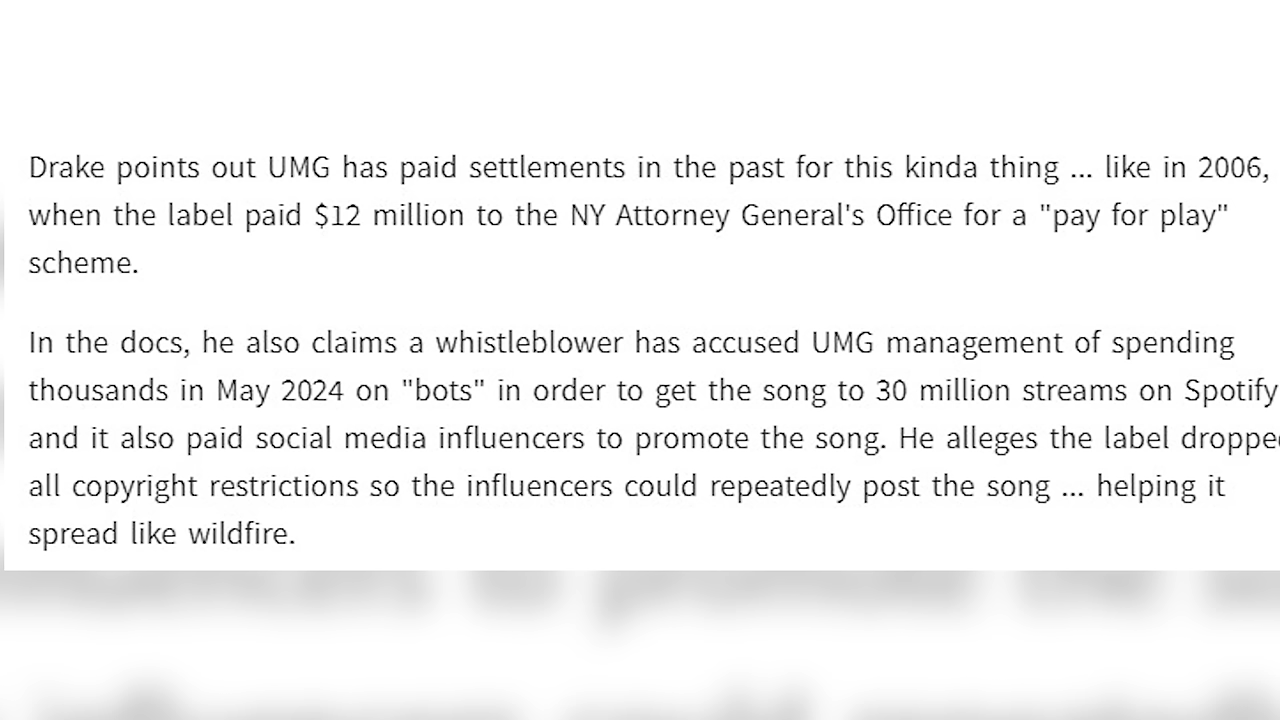 Drake points out UMG has paid settlements in the past for this kinda thing ... like in 2006,
when the label paid $12 million to the NY Attorney General's Office for a "pay for play"
scheme.
In the docs, he also claims a whistleblower has accused UMG management of spending
thousands in May 2024 on "bots" in order to get the song to 30 million streams on Spotify
and it also paid social media influencers to promote the song. He alleges the label dropped
all copyright restrictions so the influencers could repeatedly post the song ... helping it
spread like wildfire.